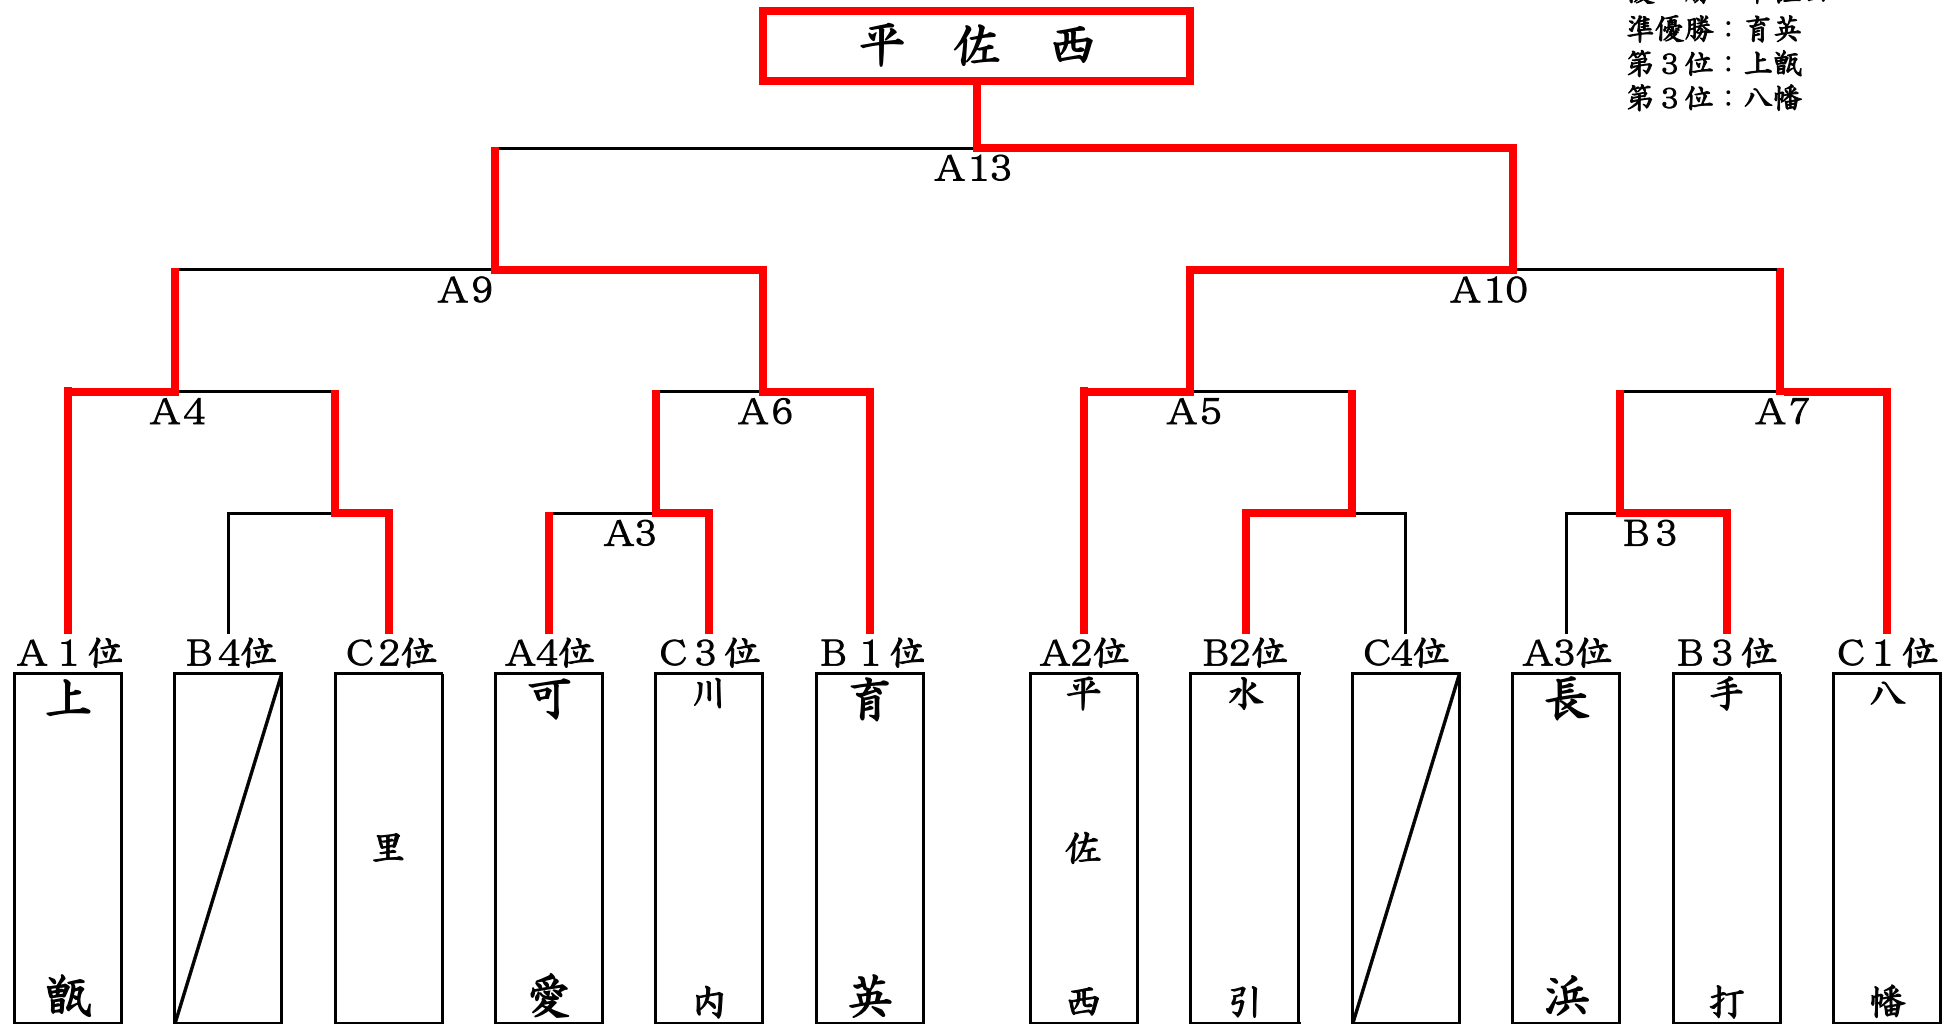 平 佐 西
準優勝：育英
第３位：上甑
第３位：八幡
A13
A9
A10
A4
A6
A5
A7
A3
B3
A１位
B4位
C2位
A4位
C３位
B１位
A2位
B2位
C4位
A3位
B３位
C１位
上甑
里
可愛
川内
育英
平佐西
水引
長浜
手打
八幡